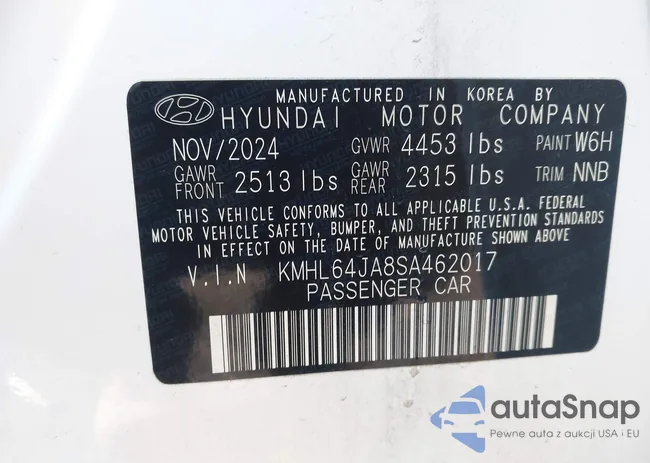 MANUFACTURED IN KOREA BY
HYUNDAI MOTOR COMPANY
NOV/2024 GVWR 4453 lbs PAINT W6H
GAWR FRONT 2513 lbs GAWR REAR 2315 lbs TRIM NNB
THIS VEHICLE CONFORMS TO ALL APPLICABLE U.S.A. FEDERAL
MOTOR VEHICLE SAFETY, BUMPER, AND THEFT PREVENTION
STANDARDS IN EFFECT ON THE DATE OF MANUFACTURE SHOWN ABOVE
V.I.N KMHL64JA8SA462017
PASSENGER CAR
autaSnap
Pewne auta z aukcji USA i EU